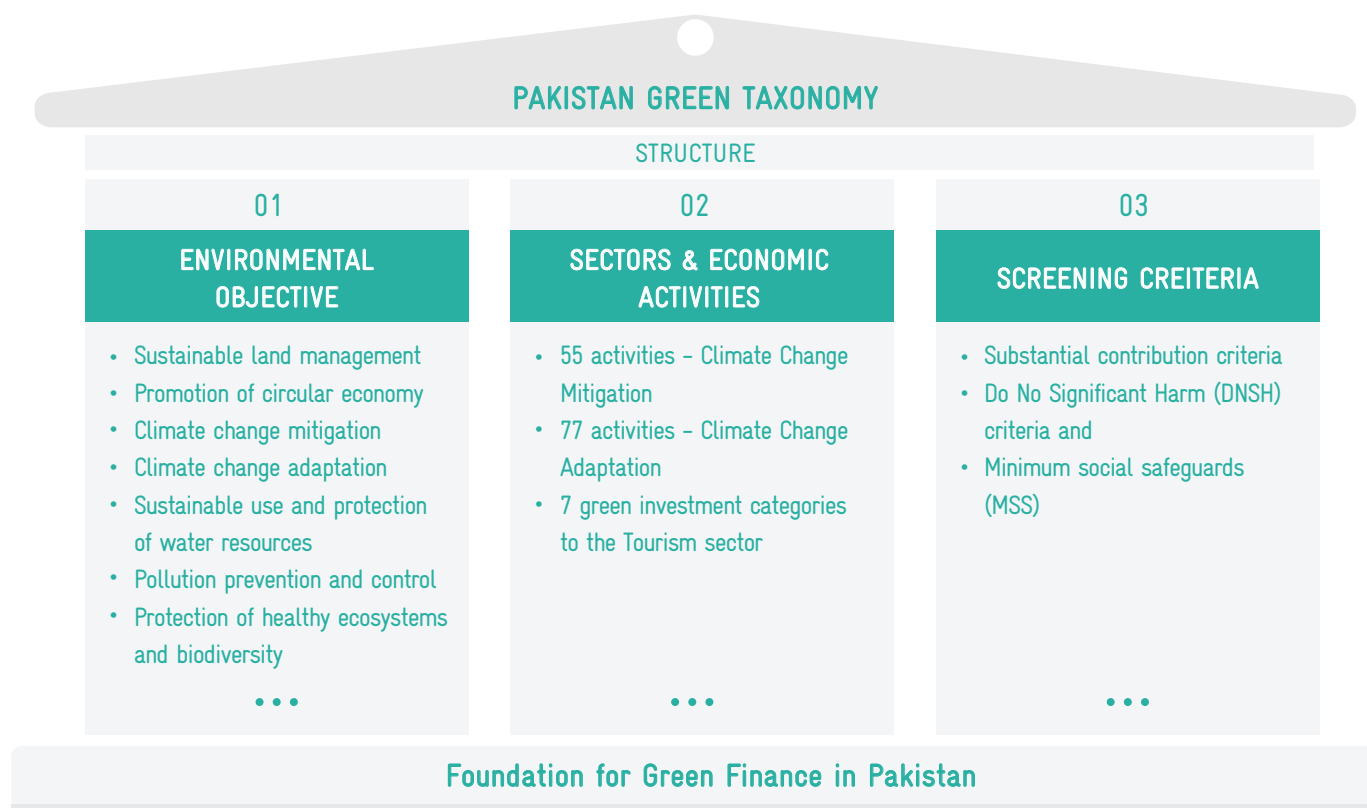 PAKISTAN GREEN TAXONOMY
STRUCTURE
01
ENVIRONMENTAL
OBJECTIVE
• Sustainable land management
• Promotion of circular economy
• Climate change mitigation
• Climate change adaptation
• Sustainable use and protection
of water resources
• Pollution prevention and control
• Protection of healthy ecosystems
and biodiversity
02
SECTORS & ECONOMIC
ACTIVITIES
• 55 activities – Climate Change
Mitigation
• 77 activities – Climate Change
Adaptation
• 7 green investment categories
to the Tourism sector
03
SCREENING CREITERIA
• Substantial contribution criteria
• Do No Significant Harm (DNSH)
criteria and
• Minimum social safeguards
(MSS)
Foundation for Green Finance in Pakistan